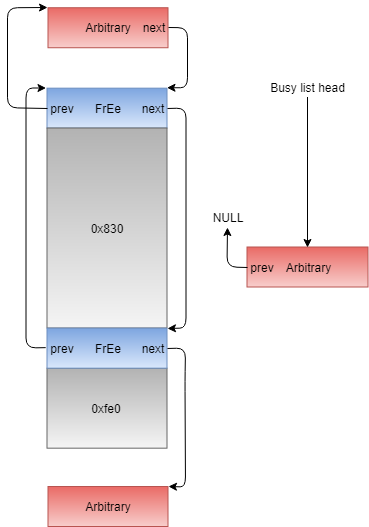 Arbitrary next
prev FrEe next
Busy list head
0x830
NULL
prev Arbitrary
prev FrEe next
0xfe0
Arbitrary